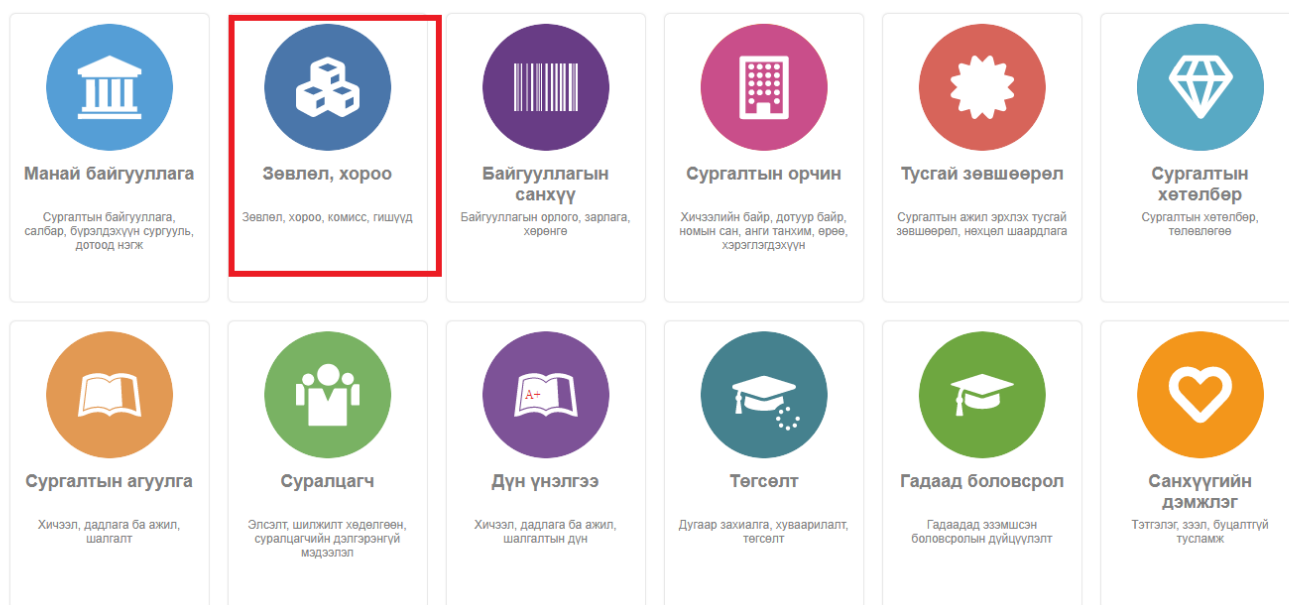 Манай байгууллага
Сургалтын байгууллага,
салбар, бүрэлдэхүүн сургууль,
дотоод нэгж
Зөвлөл, хороо
Зөвлөл, хороо, комисс, гишүүд
Байгууллагын
санхүү
Байгууллагын орлого, зарлага,
хөрөнгө
Сургалтын орчин
Хичээлийн байр, дотуур байр,
номын сан, анги танхим, өрөө,
хэрэглэгдэхүүн
Тусгай зөвшөөрөл
Сургалтын ажил эрхлэх тусгай
зөвшөөрөл, нөхцөл шаардлага
Сургалтын
хөтөлбөр
Сургалтын хөтөлбөр,
төлөвлөгөө
Сургалтын агуулга
Хичээл, дадлага ба ажил,
шалгалт
Суралцагч
Элсэлт, шилжилт хөдөлгөөн,
суралцагчийн дэлгэрэнгүй
мэдээлэл
A+
Дүн үнэлгээ
Хичээл, дадлага ба ажил,
шалгалтын дүн
Төгсөлт
Дугаар захиалга, хуваарилалт,
төгсөлт
Гадаад боловсрол
Гадаадад эзэмшсэн
боловсролын дүйцүүлэлт
Санхүүгийн
дэмжлэг
Тэтгэлэг, зээл, буцалтгүй
тусламж